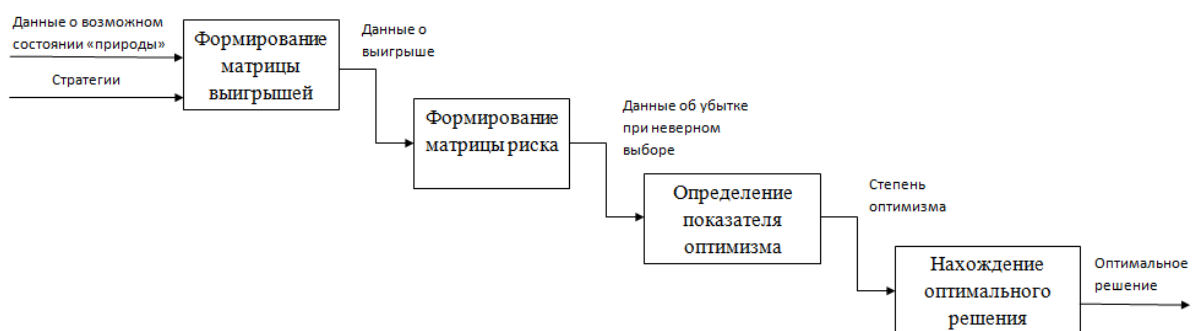 Данные о возможном
состоянии «природы»
Стратегии
Формирование
матрицы
выигрышей
Данные о
выигрыше
Формирование
матрицы риска
Данные об убытке
при неверном
выборе
Определение
показателя
оптимизма
Степень
оптимизма
Нахождение
оптимального
решения
Оптимальное
решение